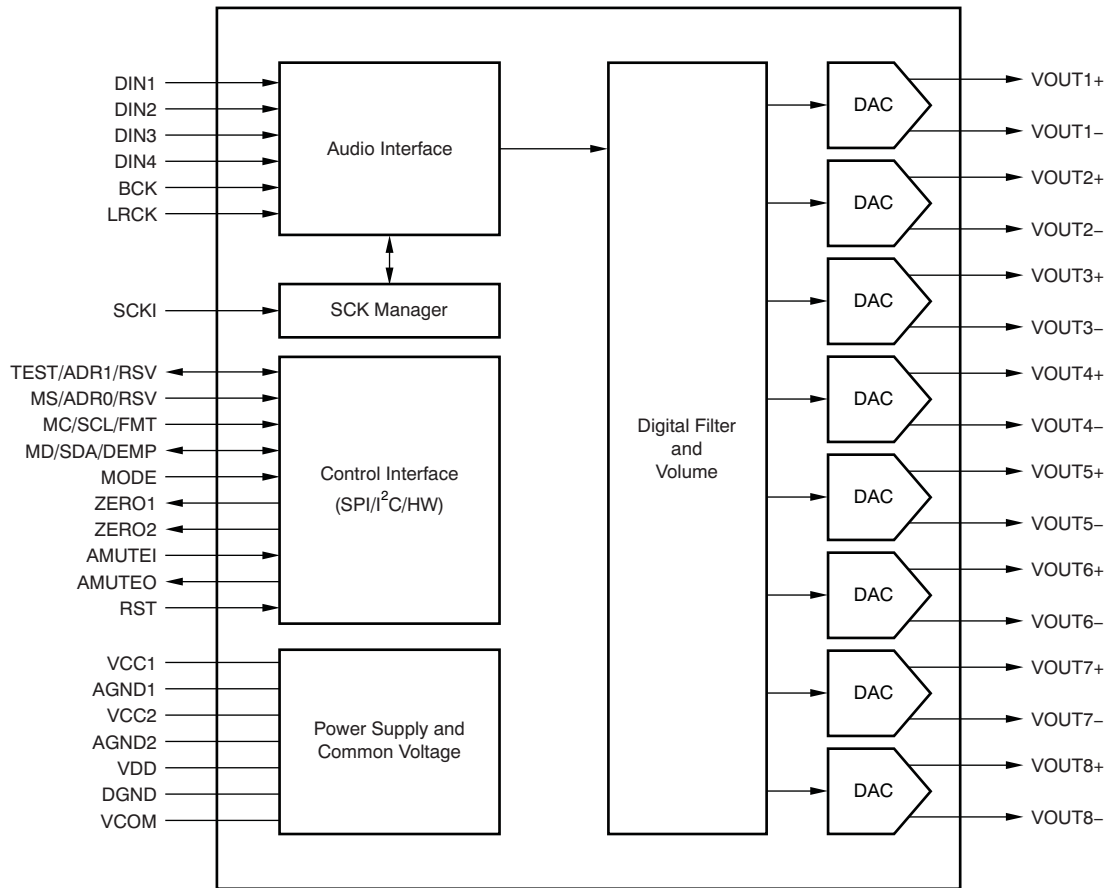 DIN1
DIN2
DIN3
DIN4
BCK
LRCK
Audio Interface
SCKI
SCK Manager
TEST/ADR1/RSV
MS/ADR0/RSV
MC/SCL/FMT
MD/SDA/DEMP
MODE
ZERO1
ZERO2
AMUTEI
AMUTEO
RST
Control Interface
(SPI/I²C/HW)
VCC1
AGND1
VCC2
AGND2
VDD
DGND
VCOM
Power Supply and
Common Voltage
Digital Filter
and
Volume
DAC
VOUT1+
VOUT1−
DAC
VOUT2+
VOUT2−
DAC
VOUT3+
VOUT3−
DAC
VOUT4+
VOUT4−
DAC
VOUT5+
VOUT5−
DAC
VOUT6+
VOUT6−
DAC
VOUT7+
VOUT7−
DAC
VOUT8+
VOUT8−